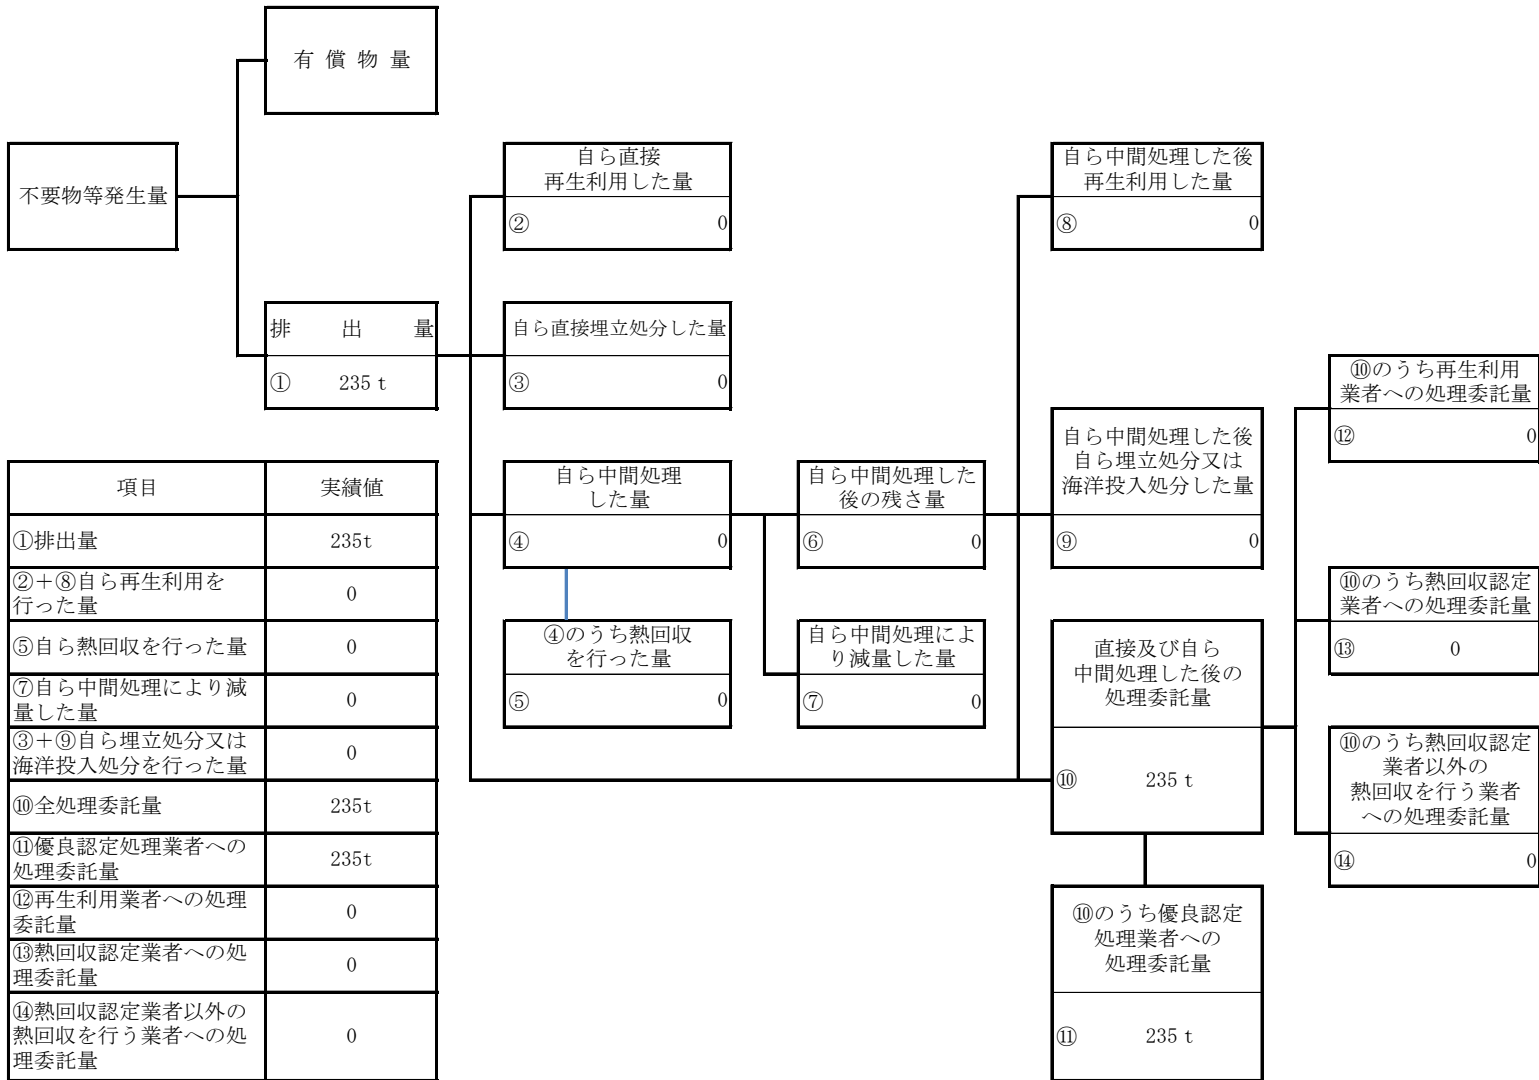 有 償 物 量
不要物等発生量
自ら直接
再生利用した量
② 0
自ら中間処理した後
再生利用した量
⑧ 0
排 出 量
① 235 t
自ら直接埋立処分した量
③ 0
⑩のうち再生利用
業者への処理委託量
⑫ 0
自ら中間処理した後
自ら埋立処分又は
海洋投入処分した量
⑨ 0
自ら中間処理
した量
④ 0
自ら中間処理した
後の残さ量
⑥ 0
④のうち熱回収
を行った量
⑤ 0
自ら中間処理によ
り減量した量
⑦ 0
直接及び自ら
中間処理した後の
処理委託量
⑩ 235 t
⑩のうち熱回収認定
業者への処理委託量
⑬ 0
⑩のうち熱回収認定
業者以外の
熱回収を行う業者
への処理委託量
⑭ 0
⑩のうち優良認定
処理業者への
処理委託量
⑪ 235 t
項目 実績値
①排出量 235t
②+⑧自ら再生利用を
行った量 0
⑤自ら熱回収を行った量 0
⑦自ら中間処理により減
量した量 0
③+⑨自ら埋立処分又は
海洋投入処分を行った量 0
⑩全処理委託量 235t
⑪優良認定処理業者への
処理委託量 235t
⑫再生利用業者への処理
委託量 0
⑬熱回収認定業者への処
理委託量 0
⑭熱回収認定業者以外の
熱回収を行う業者への処
理委託量 0